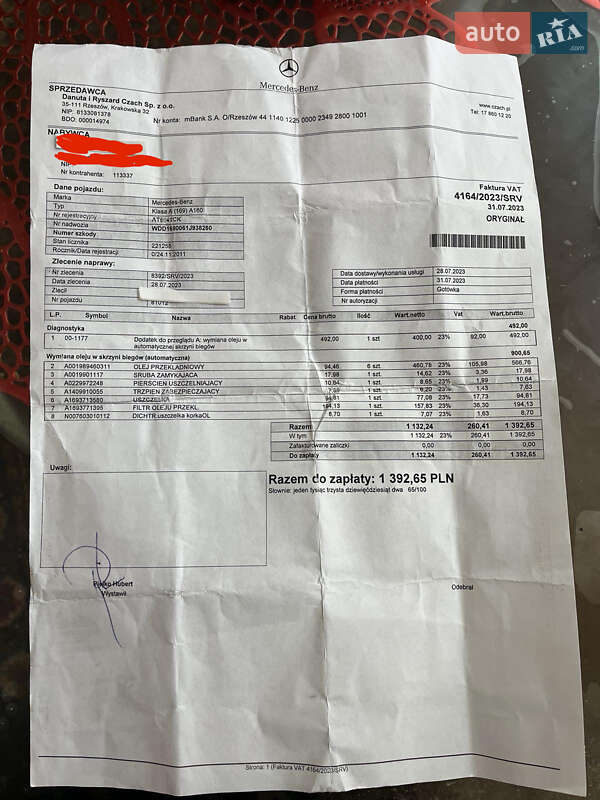 auto RIA .com
Mercedes-Benz
SPRZEDAWCA
Danuta i Ryszard Czach Sp. z o.o.
35-111 Rzeszów, Krakowska 32
NIP: 8133081378
BDO: 000014974
Nr konta: mBank S.A. O/Rzeszów 44 1140 1225 0000 2349 2800 1001
www.czach.pl
Tel: 17 860 12 20
NABYWCA
NIP
Nr kontrahenta: 113337
Faktura VAT
4164/2023/SRV
31.07.2023
ORYGINAŁ
Dane pojazdu:
Marka Mercedes-Benz
Typ Klasa A (169) A160
Nr rejestracyjny
Nr nadwozia WDD1690061J938260
Numer szkody
Stan licznika 221258
Rocznik/Data rejestracji 0/24.11.2011
Zlecenie naprawy:
Nr zlecenia 8392/SRV/2023
Data zlecenia 28.07.2023
Zlecił
Nr pojazdu 81012
Data dostawy/wykonania usługi 28.07.2023
Data płatności 31.07.2023
Forma płatności Gotówka
Nr autoryzacji
L.P. Symbol Nazwa Rabat Cena brutto Ilość Wart.netto Vat Wart.brutto
Diagnostyka 492,00
1 00-1177 Dodatek do przeglądu A: wymiana oleju w automatycznej skrzyni biegów 492,00 1 szt 400,00 23% 92,00 492,00
Wymiana oleju w skrzyni biegów (automatyczna) 900,65
2 A001989460311 OLEJ PRZEKŁADNIOWY 94,46 6 szt 460,78 23% 105,98 566,76
3 A0019901117 SRUBA ZAMYKAJĄCA 17,98 1 szt. 14,62 23% 3,36 17,98
4 A0229972248 PIERSCIEN USZCZELNIAJĄCY 10,64 1 szt. 8,65 23% 1,99 10,64
5 A1409910055 TRZPIEN ZABEZPIECZAJĄCY 7,63 1 szt 6,20 23% 1,43 7,63
6 A1693713580 USZCZELKA 94,81 1 szt. 77,08 23% 17,73 94,81
7 A1693771395 FILTR OLEJU PRZEKŁ. 194,13 1 szt 157,83 23% 36,30 194,13
8 N007603010112 DICHTR:uszczelka korkaOL 8,70 1 szt 7,07 23% 1,63 8,70
Razem 1 132,24 260,41 1 392,65
W tym 1 132,24 23% 260,41 1 392,65
Zafakturowane zaliczki 0,00 0,00 0,00
Do zapłaty 1 132,24 260,41 1 392,65
Razem do zapłaty: 1 392,65 PLN
Słownie: jeden tysiąc trzysta dziewięćdziesiąt dwa 65/100
Uwagi:
Hubert
Wystawił
Odebrał
Strona: 1 (Faktura VAT 4164/2023/SRV)